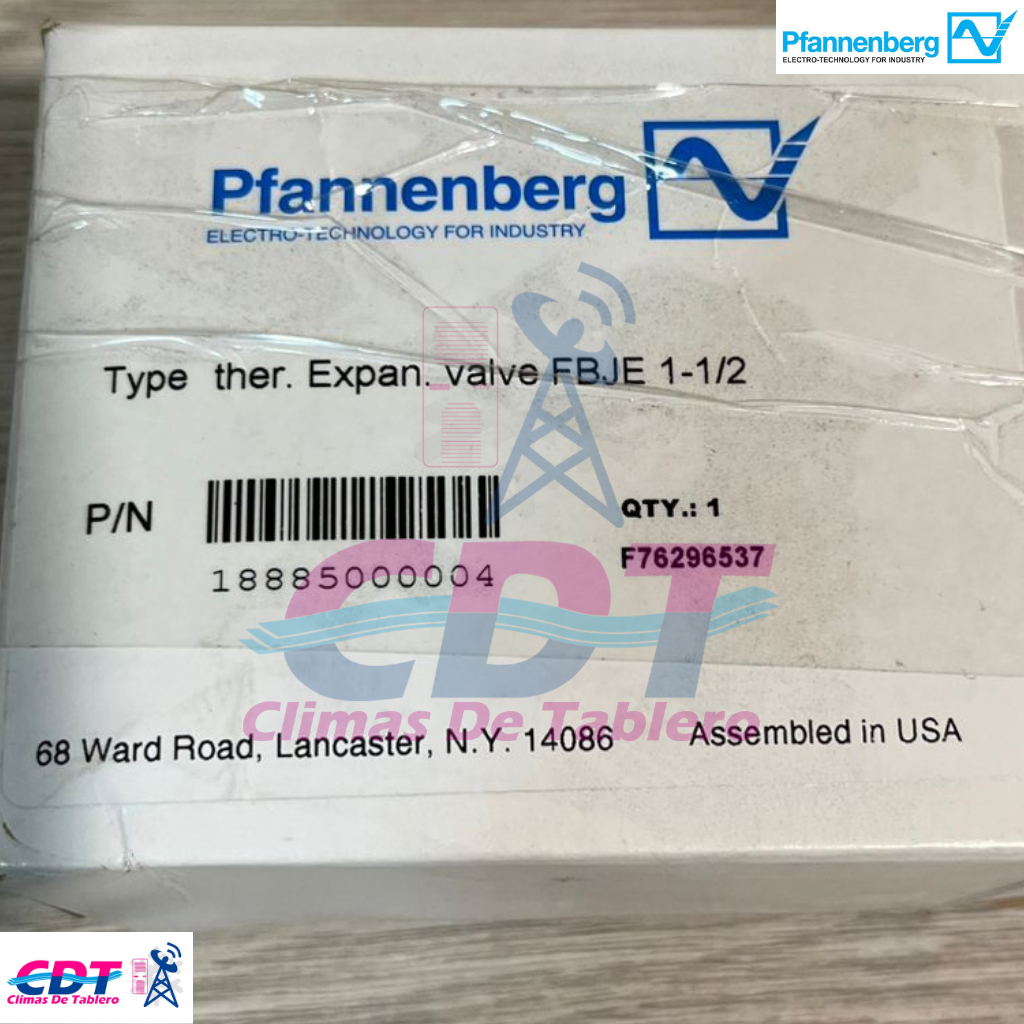 Pfannenberg
ELECTRO-TECHNOLOGY FOR INDUSTRY
Pfannenberg
ELECTRO-TECHNOLOGY FOR INDUSTRY
Type ther. Expan. valve FBJE 1-1/2
P/N
QTY.: 1
F76296537
18885000004
CDT
Climas De Tablero
68 Ward Road, Lancaster, N.Y. 14086 Assembled in USA
CDT
Climas De Tablero